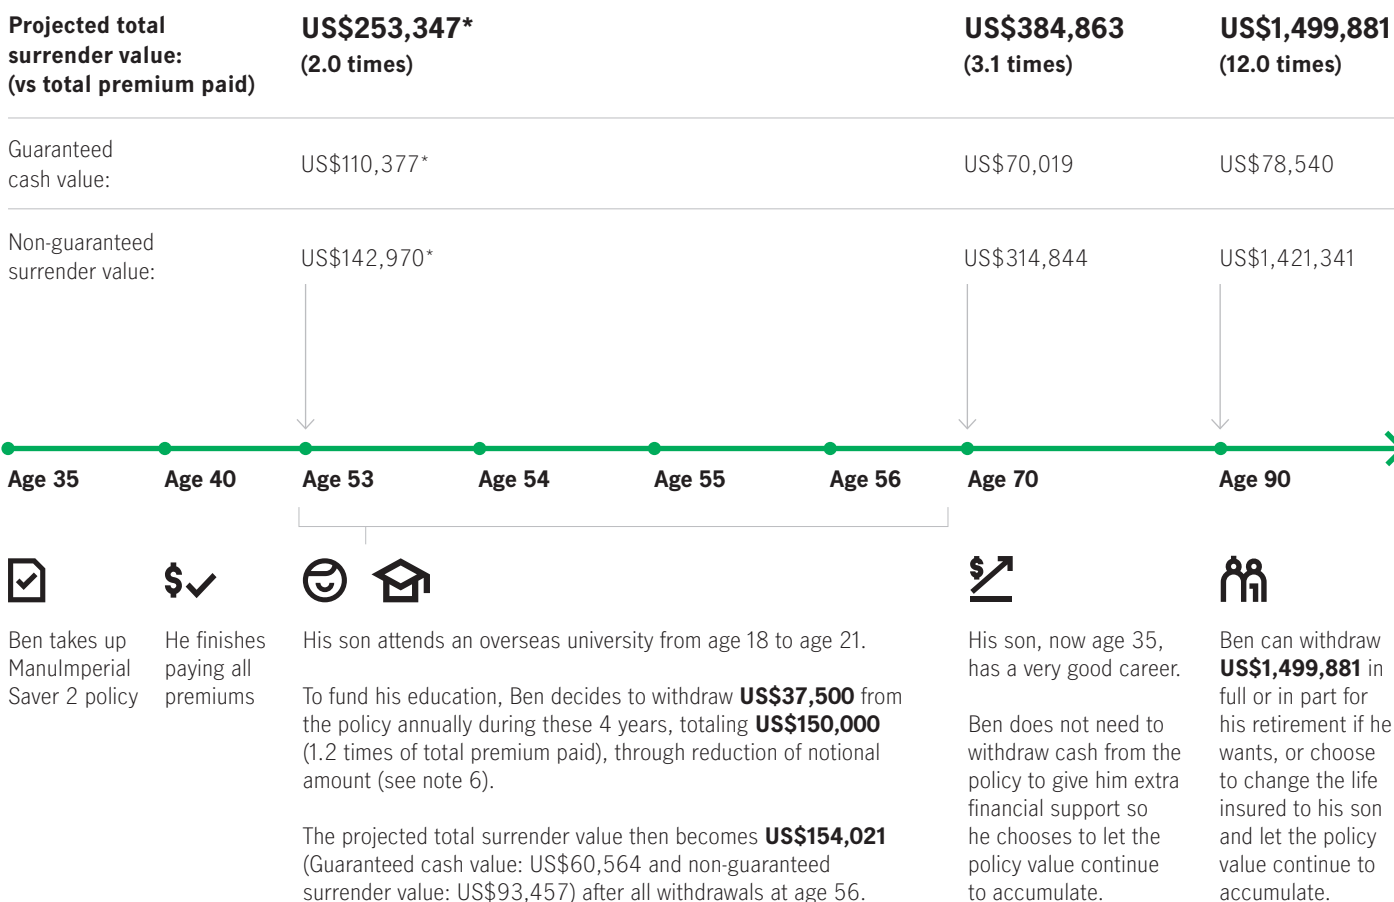 Projected total
surrender value:
(vs total premium paid)
US$253,347*
(2.0 times)
US$384,863
(3.1 times)
US$1,499,881
(12.0 times)
Guaranteed
cash value:
US$110,377*
US$70,019
US$78,540
Non-guaranteed
surrender value:
US$142,970*
US$314,844
US$1,421,341
Age 35
Age 40
Age 53
Age 54
Age 55
Age 56
Age 70
Age 90
Ben takes up
ManuImperial
Saver 2 policy
He finishes
paying all
premiums
His son attends an overseas university from age 18 to age 21.
To fund his education, Ben decides to withdraw US$37,500 from
the policy annually during these 4 years, totaling US$150,000
(1.2 times of total premium paid), through reduction of notional
amount (see note 6).
The projected total surrender value then becomes US$154,021
(Guaranteed cash value: US$60,564 and non-guaranteed
surrender value: US$93,457) after all withdrawals at age 56.
His son, now age 35,
has a very good career.
Ben does not need to
withdraw cash from the
policy to give him extra
financial support so
he chooses to let the
policy value continue
to accumulate.
Ben can withdraw
US$1,499,881 in
full or in part for
his retirement if he
wants, or choose
to change the life
insured to his son
and let the policy
value continue to
accumulate.